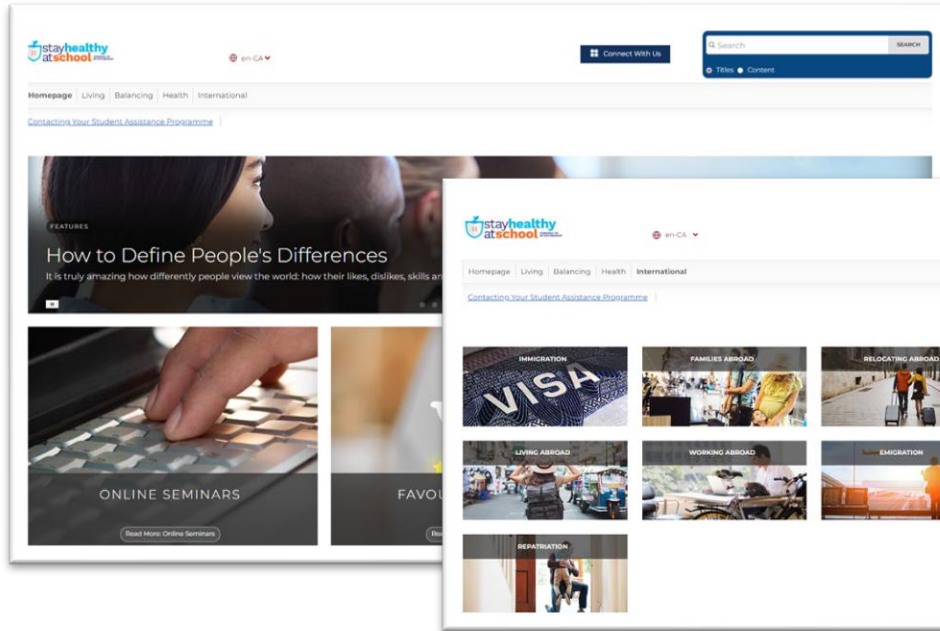 stayhealthy
atschool
en-CA
Connect With Us
Search
SEARCH
Titles Content
Homepage Living Balancing Health International
Contacting Your Student Assistance Programme
FEATURES
How to Define People's Differences
It is truly amazing how differently people view the world: how their likes, dislikes, skills an
ONLINE SEMINARS
Read More: Online Seminars
FAVOU
Rea
stayhealthy
atschool
en-CA
Homepage Living Balancing Health International
Contacting Your Student Assistance Programme
IMMIGRATION
VISA
FAMILIES ABROAD
RELOCATING ABROAD
LIVING ABROAD
WORKING ABROAD
EMIGRATION
REPATRIATION